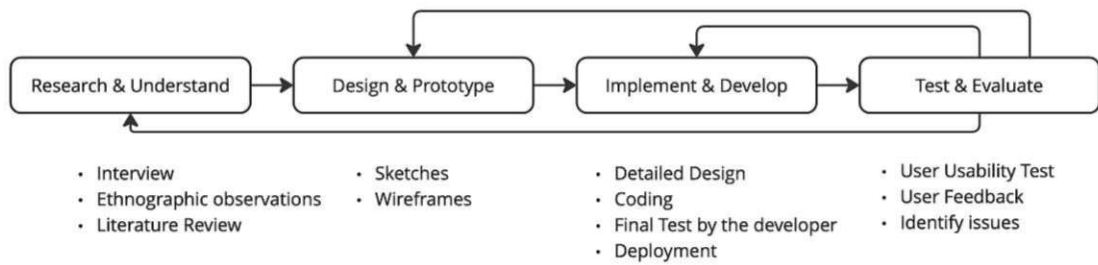 Research & Understand
Design & Prototype
Implement & Develop
Test & Evaluate
• Interview
• Ethnographic observations
• Literature Review
• Sketches
• Wireframes
• Detailed Design
• Coding
• Final Test by the developer
• Deployment
• User Usability Test
• User Feedback
• Identify issues